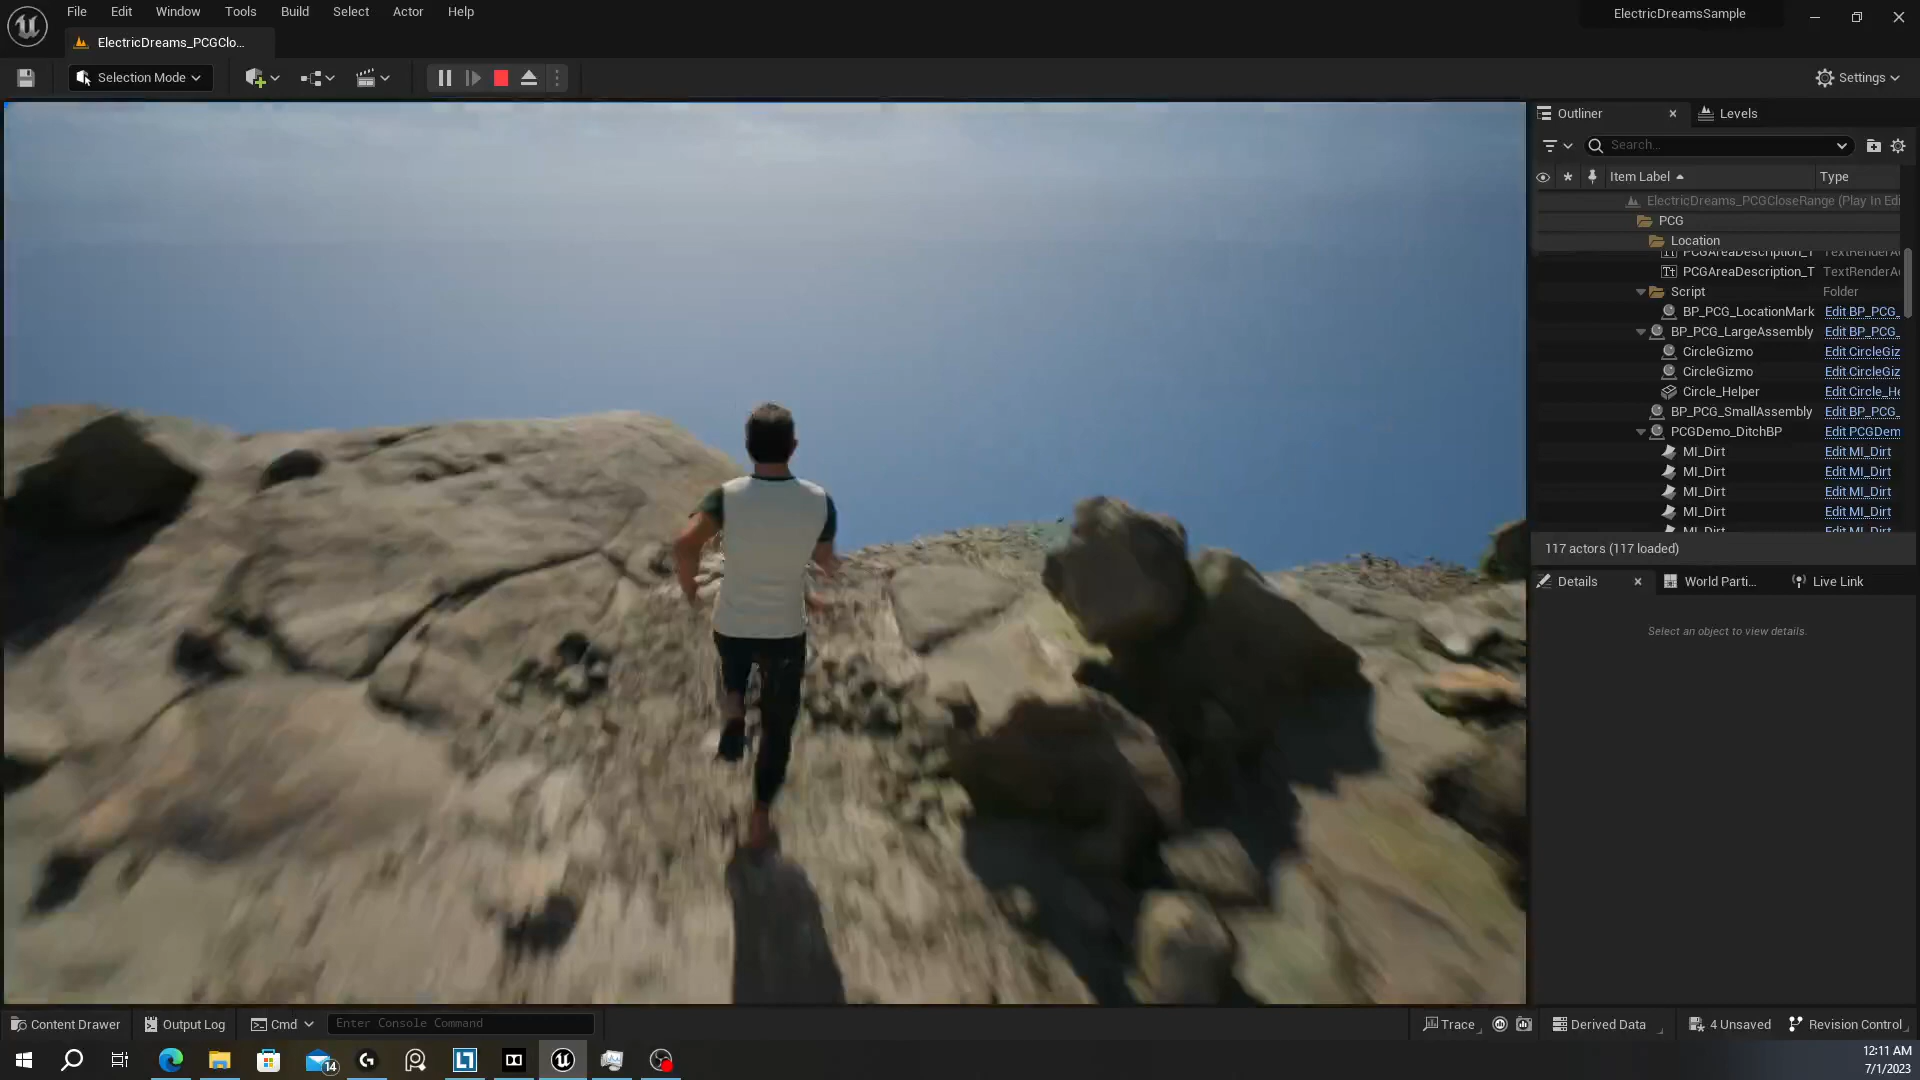 File Edit Window Tools Build Select Actor Help
ElectricDreamsSample
ElectricDreams_PCGClo...
Selection Mode
Settings
Outliner
Levels
Search...
Item Label Type
ElectricDreams_PCGCloseRange (Play In Edi
PCG
Location
PCGAreaDescription_T TextRenderA
PCGAreaDescription_T TextRenderA
Script Folder
BP_PCG_LocationMark Edit BP_PCG_
BP_PCG_LargeAssembly Edit BP_PCG_
CircleGizmo Edit CircleGiz
CircleGizmo Edit CircleGiz
Circle_Helper Edit Circle_He
BP_PCG_SmallAssembly Edit BP_PCG_
PCGDemo_DitchBP Edit PCGDem
MI_Dirt Edit MI_Dirt
MI_Dirt Edit MI_Dirt
MI_Dirt Edit MI_Dirt
MI_Dirt Edit MI_Dirt
MI_Dirt Edit MI_Dirt
117 actors (117 loaded)
Details World Parti... Live Link
Select an object to view details.
Content Drawer Output Log Cmd Enter Console Command Trace Derived Data 4 Unsaved Revision Control
14
12:11 AM
7/1/2023